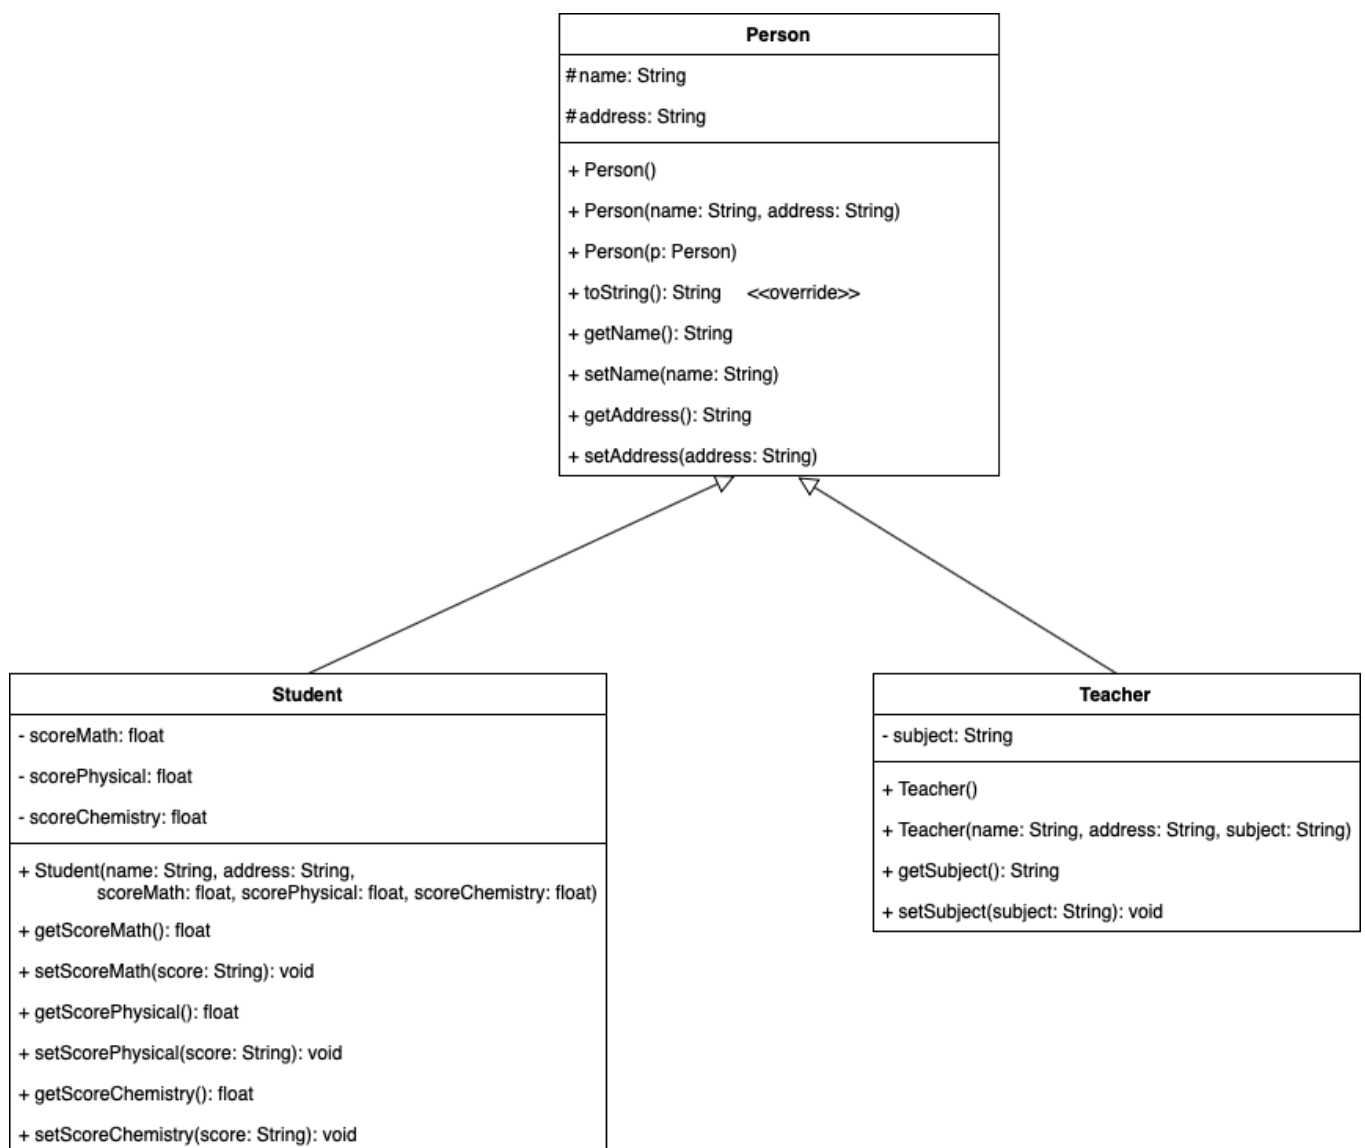 Person
#name: String
#address: String
+ Person()
+ Person(name: String, address: String)
+ Person(p: Person)
+ toString(): String <<override>>
+ getName(): String
+ setName(name: String)
+ getAddress(): String
+ setAddress(address: String)
Student
- scoreMath: float
- scorePhysical: float
- scoreChemistry: float
+ Student(name: String, address: String,
scoreMath: float, scorePhysical: float, scoreChemistry: float)
+ getScoreMath(): float
+ setScoreMath(score: String): void
+ getScorePhysical(): float
+ setScorePhysical(score: String): void
+ getScoreChemistry(): float
+ setScoreChemistry(score: String): void
Teacher
- subject: String
+ Teacher()
+ Teacher(name: String, address: String, subject: String)
+ getSubject(): String
+ setSubject(subject: String): void